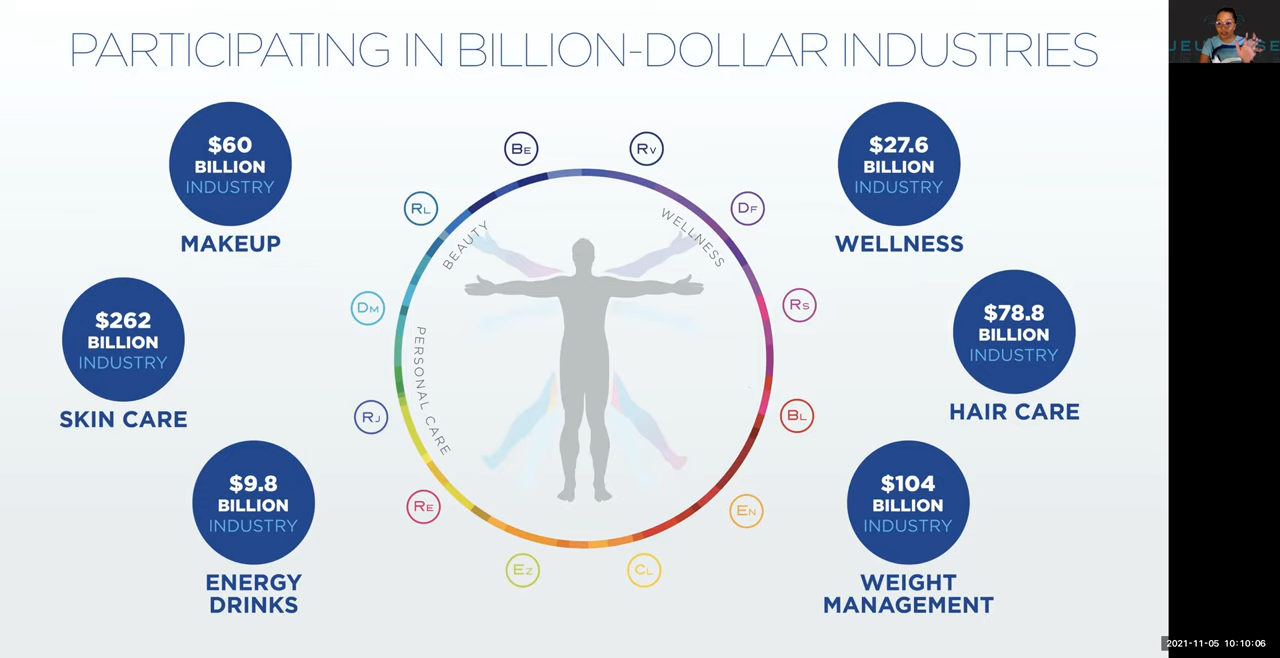 PARTICIPATING IN BILLION-DOLLAR INDUSTRIES
$60
BILLION
INDUSTRY
MAKEUP
$262
BILLION
INDUSTRY
SKIN CARE
$9.8
BILLION
INDUSTRY
ENERGY
DRINKS
BE
RV
RL
DF
DM
RS
RJ
BL
RE
EN
EZ
CL
BEAUTY
WELLNESS
PERSONAL CARE
$27.6
BILLION
INDUSTRY
WELLNESS
$78.8
BILLION
INDUSTRY
HAIR CARE
$104
BILLION
INDUSTRY
WEIGHT
MANAGEMENT
2021-11-05 10:10:06